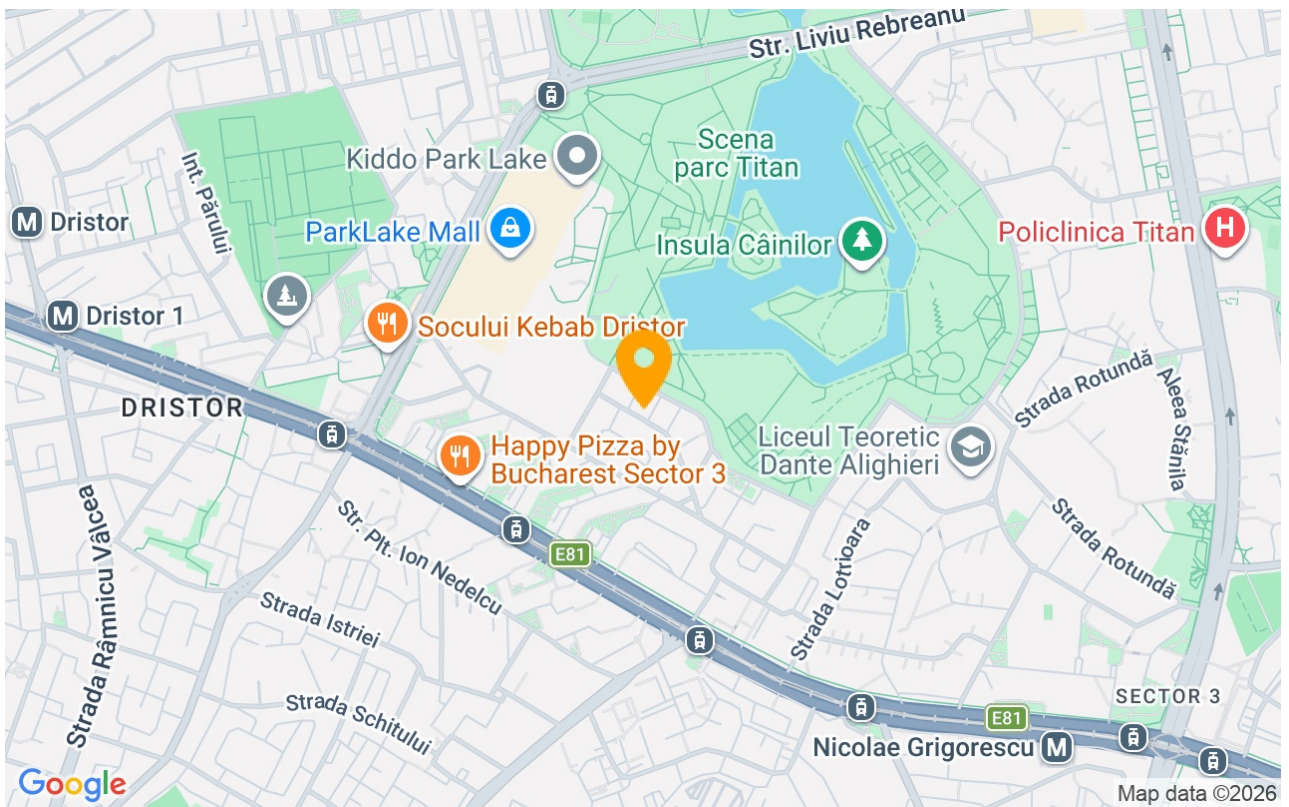 Str. Liviu Rebreanu
Kiddo Park Lake
Scena
parc Titan
Int. Părului
M Dristor
ParkLake Mall
Insula Câinilor
Policlinica Titan
H
M Dristor 1
Socului Kebab Dristor
DRISTOR
Strada Rotundă
Aleea Stănila
Happy Pizza by
Bucharest Sector 3
Liceul Teoretic
Dante Alighieri
Strada Râmnicu Vâlcea
Str. Plt. Ion Nedelcu
E81
Strada Lotrioara
Strada Rotundă
Strada Istriei
Strada Schitului
SECTOR 3
E81
Nicolae Grigorescu M
Google
Map data ©2026